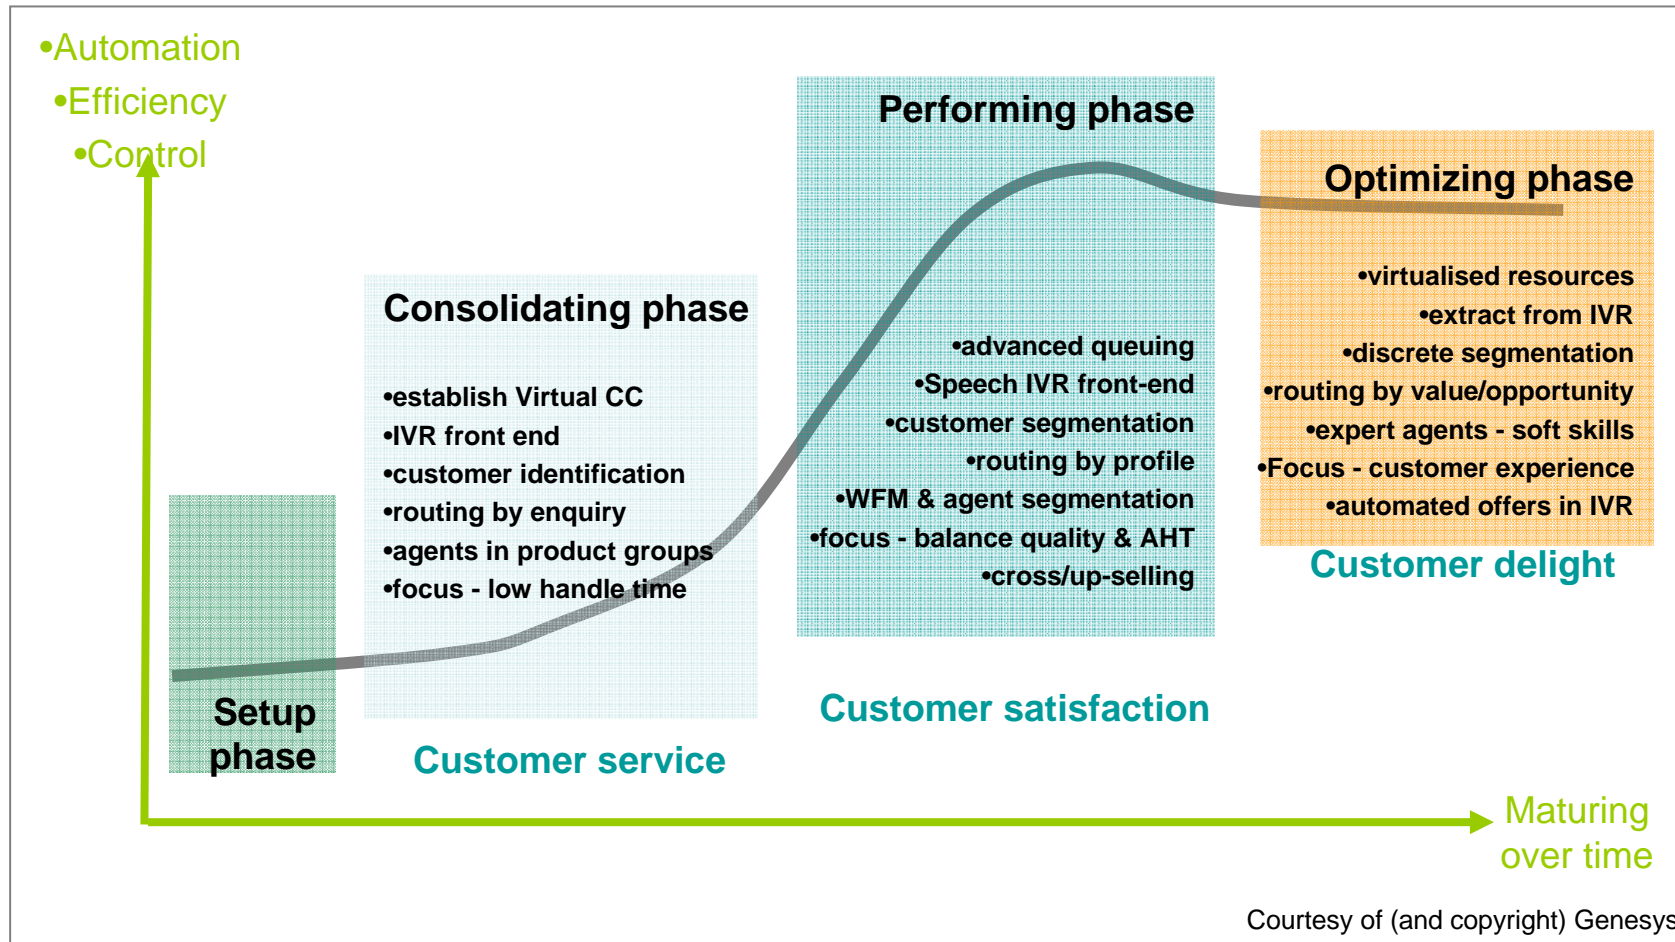 •Automation
•Efficiency
•Control
Setup
phase
Consolidating phase
•establish Virtual CC
•IVR front end
•customer identification
•routing by enquiry
•agents in product groups
•focus - low handle time
Customer service
Performing phase
•advanced queuing
•Speech IVR front-end
•customer segmentation
•routing by profile
•WFM & agent segmentation
•focus - balance quality & AHT
•cross/up-selling
Customer satisfaction
Optimizing phase
•virtualised resources
•extract from IVR
•discrete segmentation
•routing by value/opportunity
•expert agents - soft skills
•Focus - customer experience
•automated offers in IVR
Customer delight
Maturing
over time
Courtesy of (and copyright) Genesys